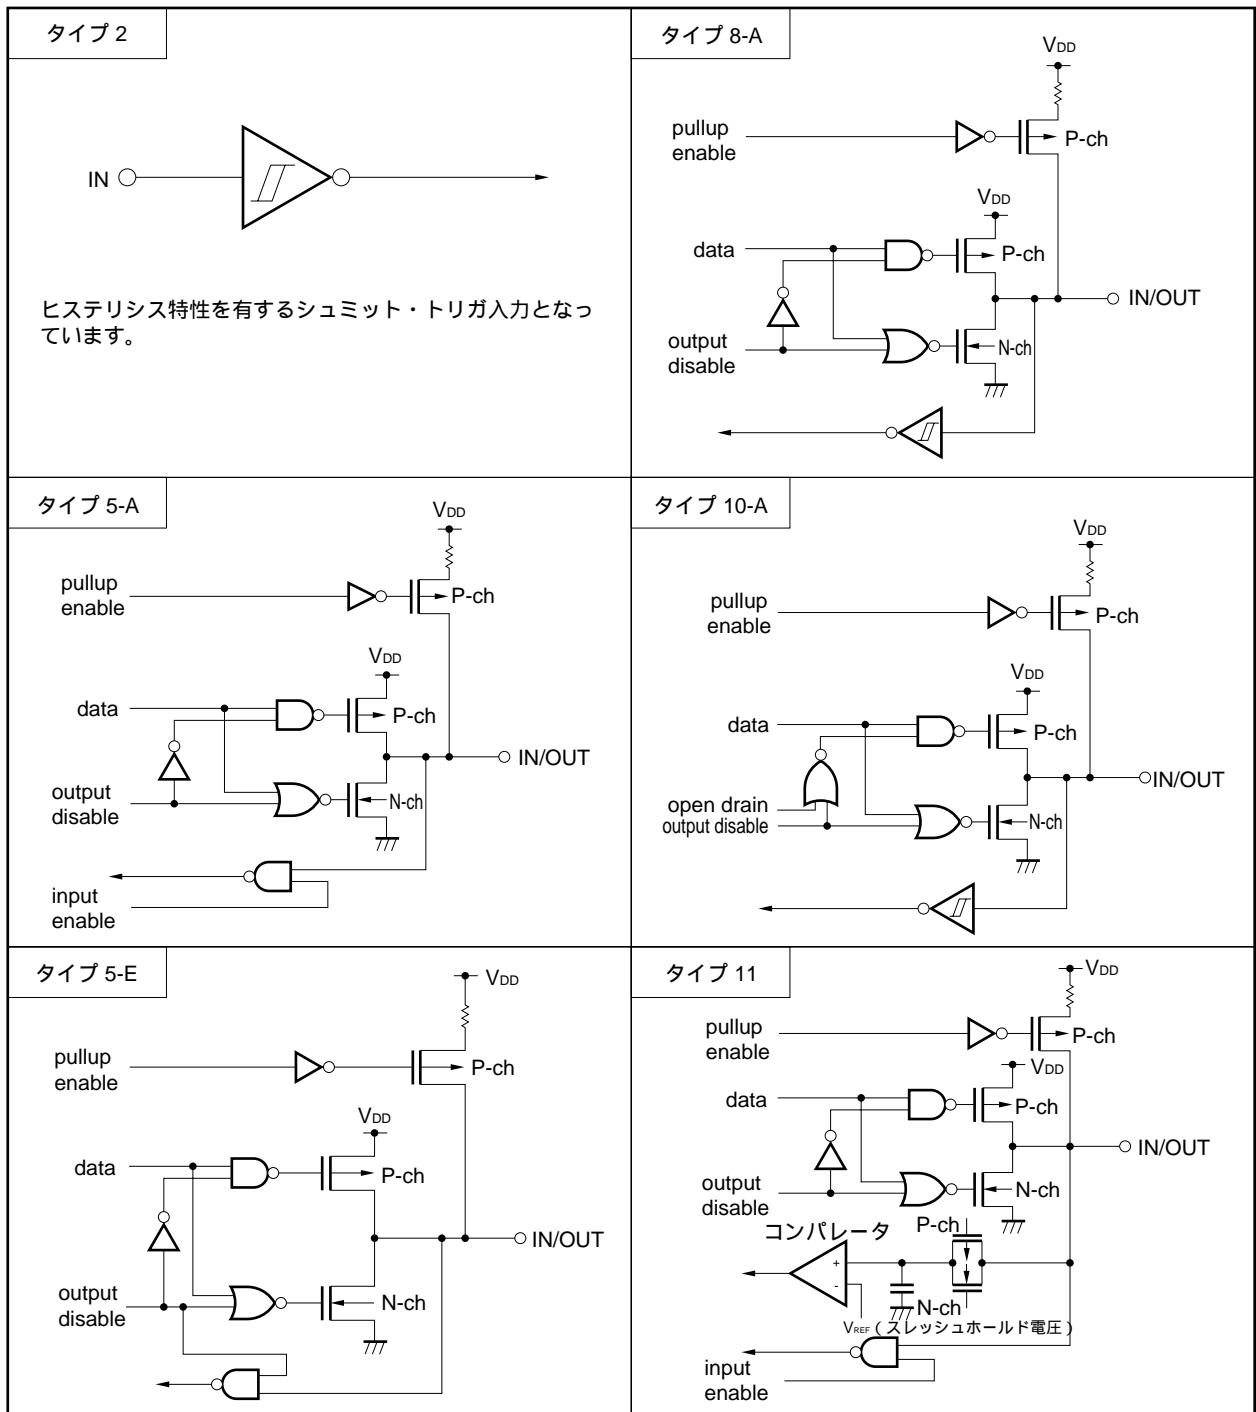 タイプ 2
IN
ヒステリシス特性を有するシュミット・トリガ入力となっ
ています。
タイプ 8-A
VDD
pullup
enable
P-ch
VDD
data
P-ch
IN/OUT
output
disable
N-ch
タイプ 5-A
VDD
pullup
enable
P-ch
VDD
data
P-ch
IN/OUT
output
disable
N-ch
input
enable
タイプ 10-A
VDD
pullup
enable
P-ch
VDD
data
P-ch
IN/OUT
open drain
output disable
N-ch
タイプ 5-E
VDD
pullup
enable
P-ch
VDD
data
P-ch
IN/OUT
output
disable
N-ch
タイプ 11
VDD
pullup
enable
P-ch
VDD
data
P-ch
IN/OUT
output
disable
N-ch
P-ch
コンパレータ
+
-
N-ch
VREF(スレッシュホールド電圧)
input
enable